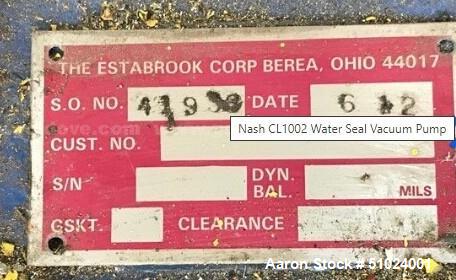 THE ESTABROOK CORP BEREA, OHIO 44017
S.O. NO. DATE 6
Nash CL1002 Water Seal Vacuum Pump
CUST. NO.
S/N DYN. BAL. MILS
GSKT. CLEARANCE
Aaron Stock # 51024001